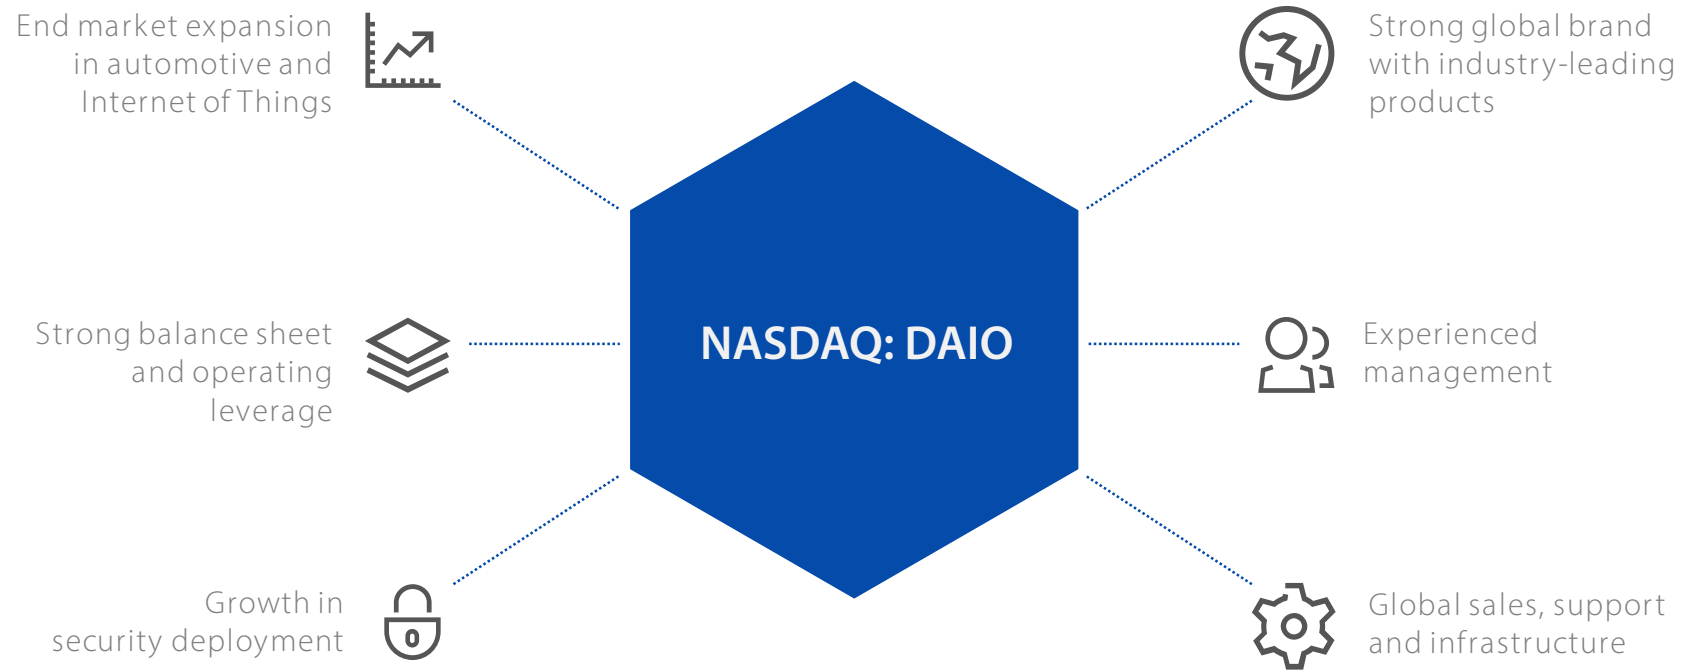 End market expansion
in automotive and
Internet of Things
Strong balance sheet
and operating
leverage
Growth in
security deployment
NASDAQ: DAIO
Strong global brand
with industry-leading
products
Experienced
management
Global sales, support
and infrastructure